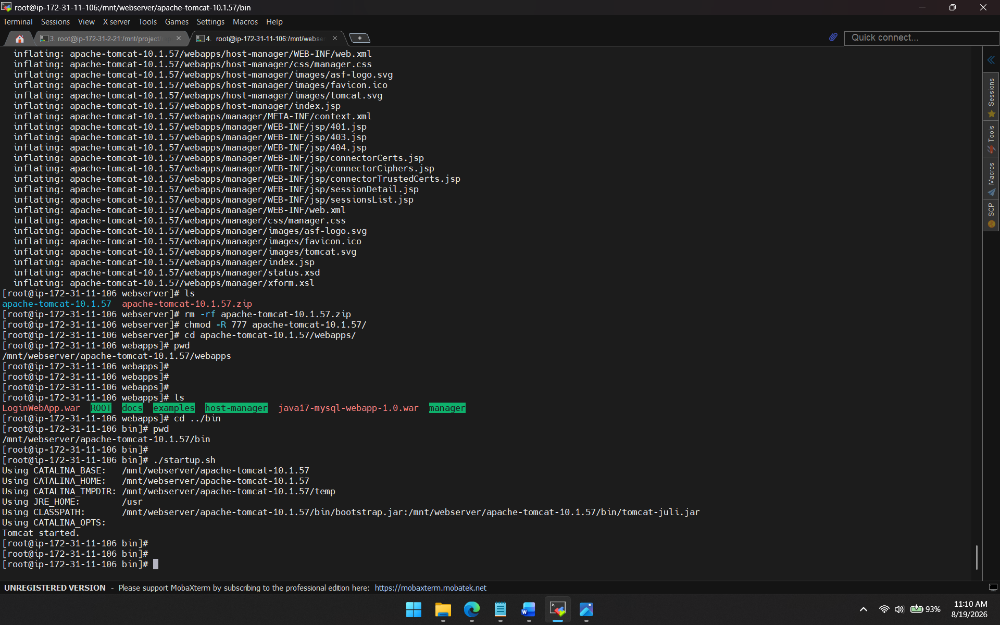 root@ip-172-31-11-106:/mnt/webserver/apache-tomcat-10.1.57/bin
Terminal Sessions View X server Tools Games Settings Macros Help
3. root@ip-172-31-2-21:/mnt/project/
4. root@ip-172-31-11-106:/mnt/webse
Quick connect...
inflating: apache-tomcat-10.1.57/webapps/host-manager/WEB-INF/web.xml
inflating: apache-tomcat-10.1.57/webapps/host-manager/css/manager.css
inflating: apache-tomcat-10.1.57/webapps/host-manager/images/asf-logo.svg
inflating: apache-tomcat-10.1.57/webapps/host-manager/images/favicon.ico
inflating: apache-tomcat-10.1.57/webapps/host-manager/images/tomcat.svg
inflating: apache-tomcat-10.1.57/webapps/host-manager/index.jsp
inflating: apache-tomcat-10.1.57/webapps/manager/META-INF/context.xml
inflating: apache-tomcat-10.1.57/webapps/manager/WEB-INF/jsp/401.jsp
inflating: apache-tomcat-10.1.57/webapps/manager/WEB-INF/jsp/403.jsp
inflating: apache-tomcat-10.1.57/webapps/manager/WEB-INF/jsp/404.jsp
inflating: apache-tomcat-10.1.57/webapps/manager/WEB-INF/jsp/connectorCerts.jsp
inflating: apache-tomcat-10.1.57/webapps/manager/WEB-INF/jsp/connectorCiphers.jsp
inflating: apache-tomcat-10.1.57/webapps/manager/WEB-INF/jsp/connectorTrustedCerts.jsp
inflating: apache-tomcat-10.1.57/webapps/manager/WEB-INF/jsp/sessionDetail.jsp
inflating: apache-tomcat-10.1.57/webapps/manager/WEB-INF/jsp/sessionsList.jsp
inflating: apache-tomcat-10.1.57/webapps/manager/WEB-INF/web.xml
inflating: apache-tomcat-10.1.57/webapps/manager/css/manager.css
inflating: apache-tomcat-10.1.57/webapps/manager/images/asf-logo.svg
inflating: apache-tomcat-10.1.57/webapps/manager/images/favicon.ico
inflating: apache-tomcat-10.1.57/webapps/manager/images/tomcat.svg
inflating: apache-tomcat-10.1.57/webapps/manager/index.jsp
inflating: apache-tomcat-10.1.57/webapps/manager/status.xsd
inflating: apache-tomcat-10.1.57/webapps/manager/xform.xsl
[root@ip-172-31-11-106 webserver]# ls
apache-tomcat-10.1.57 apache-tomcat-10.1.57.zip
[root@ip-172-31-11-106 webserver]# rm -rf apache-tomcat-10.1.57.zip
[root@ip-172-31-11-106 webserver]# chmod -R 777 apache-tomcat-10.1.57/
[root@ip-172-31-11-106 webserver]# cd apache-tomcat-10.1.57/webapps/
[root@ip-172-31-11-106 webapps]# pwd
/mnt/webserver/apache-tomcat-10.1.57/webapps
[root@ip-172-31-11-106 webapps]#
[root@ip-172-31-11-106 webapps]#
[root@ip-172-31-11-106 webapps]#
[root@ip-172-31-11-106 webapps]# ls
LoginWebApp.war ROOT docs examples host-manager java17-mysql-webapp-1.0.war manager
[root@ip-172-31-11-106 webapps]# cd ../bin
[root@ip-172-31-11-106 bin]# pwd
/mnt/webserver/apache-tomcat-10.1.57/bin
[root@ip-172-31-11-106 bin]#
[root@ip-172-31-11-106 bin]# ./startup.sh
Using CATALINA_BASE: /mnt/webserver/apache-tomcat-10.1.57
Using CATALINA_HOME: /mnt/webserver/apache-tomcat-10.1.57
Using CATALINA_TMPDIR: /mnt/webserver/apache-tomcat-10.1.57/temp
Using JRE_HOME: /usr
Using CLASSPATH: /mnt/webserver/apache-tomcat-10.1.57/bin/bootstrap.jar:/mnt/webserver/apache-tomcat-10.1.57/bin/tomcat-juli.jar
Using CATALINA_OPTS:
Tomcat started.
[root@ip-172-31-11-106 bin]#
[root@ip-172-31-11-106 bin]#
[root@ip-172-31-11-106 bin]#
Sessions
Tools
Macros
SCP
UNREGISTERED VERSION - Please support MobaXterm by subscribing to the professional edition here: https://mobaxterm.mobatek.net
93%
11:10 AM
8/19/2026